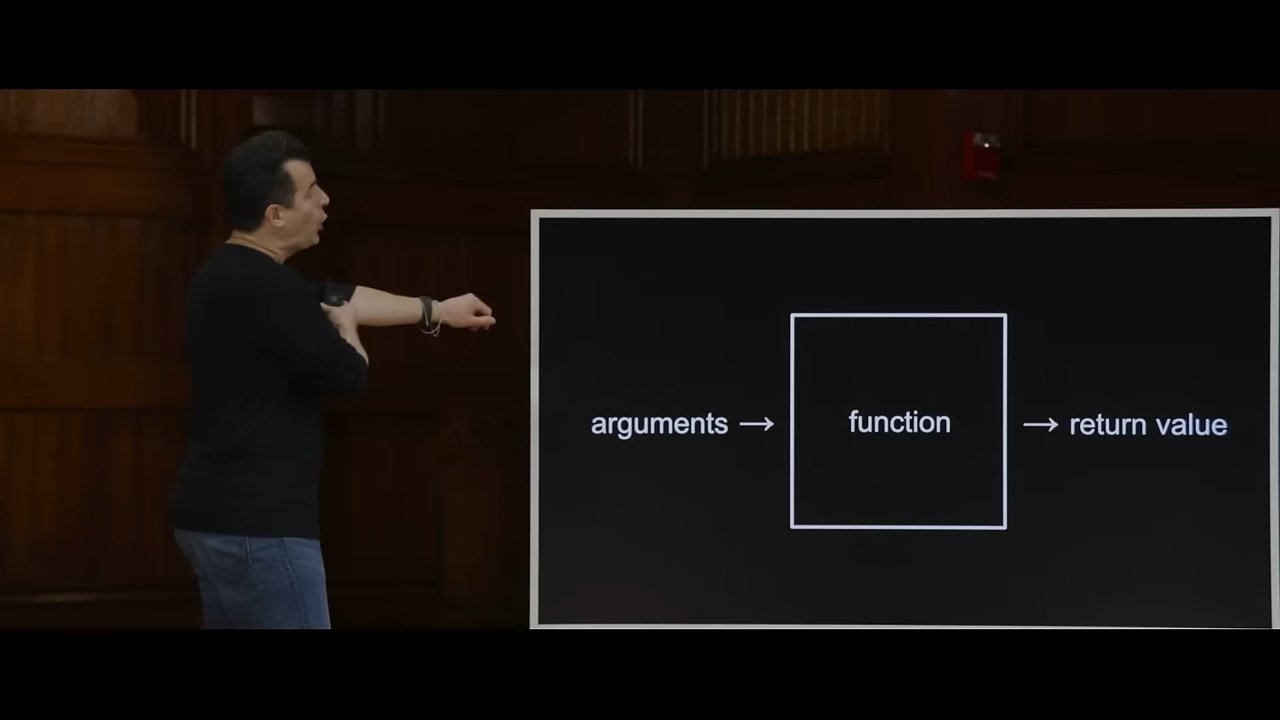 arguments → function → return value